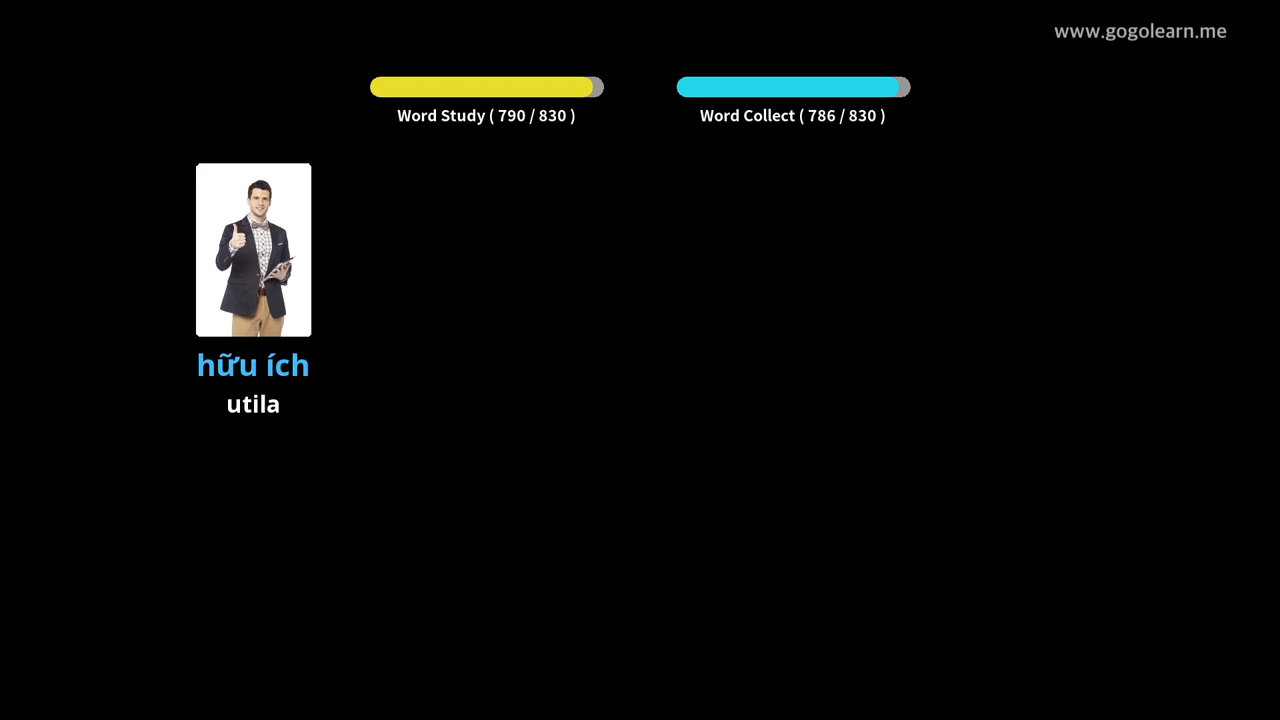 www.gogolearn.me
Word Study ( 790 / 830 )
Word Collect ( 786 / 830 )
hữu ích
utila